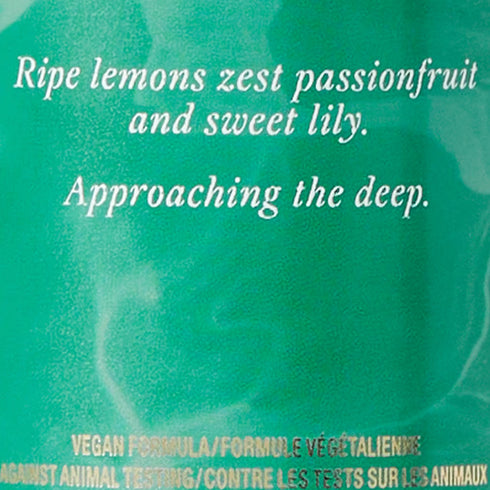 Ripe lemons zest passionfruit
and sweet lily.
Approaching the deep.
VEGAN FORMULA/FORMULE VÉGÉTALIENNE
AGAINST ANIMAL TESTING/CONTRE LES TESTS SUR LES ANIMAUX